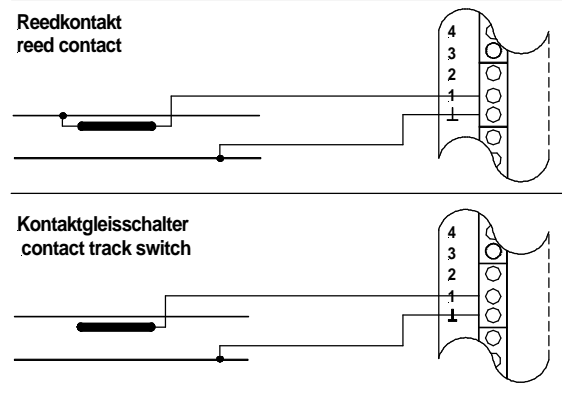 Reedkontakt
reed contact
4
3
2
1
⊥
Kontaktgleisschalter
contact track switch
4
3
2
1
⊥